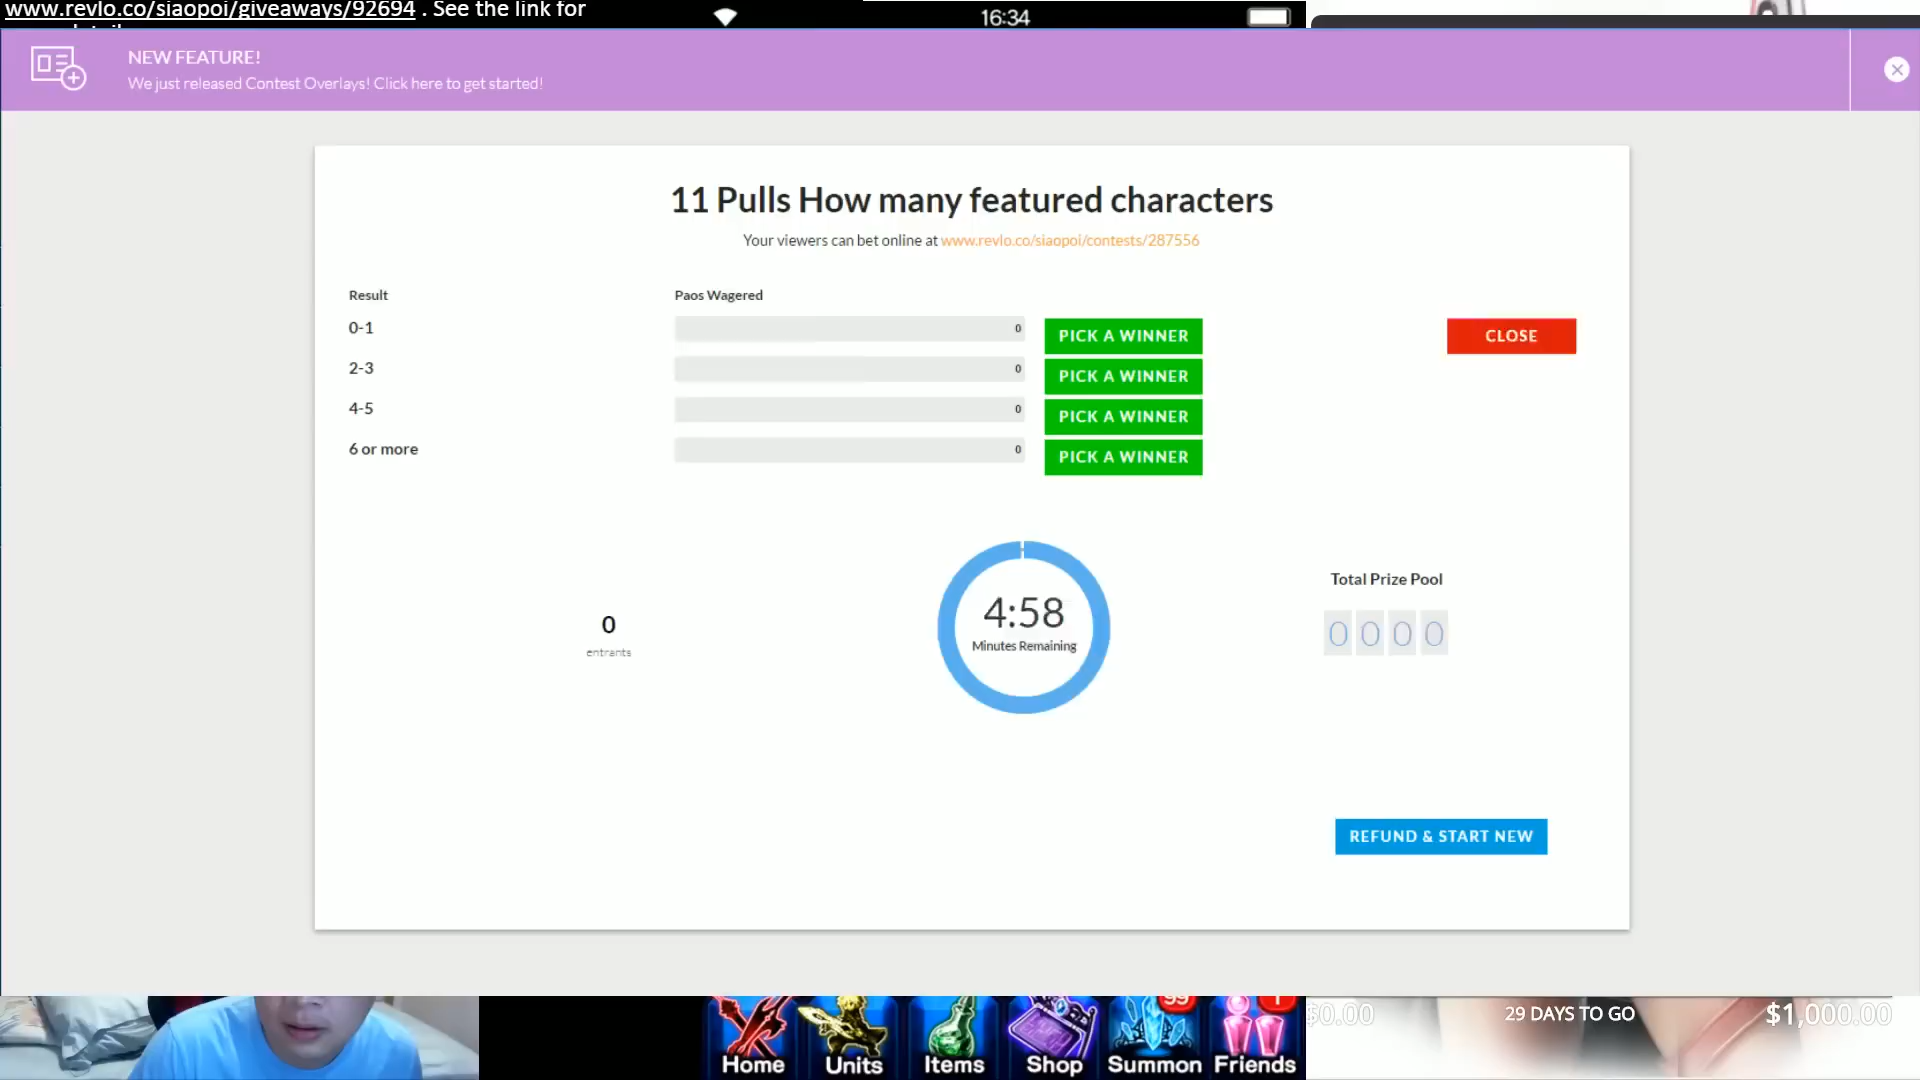 www.revlo.co/siaopoi/giveaways/92694 . See the link for
16:34
NEW FEATURE!
We just released Contest Overlays! Click here to get started!
11 Pulls How many featured characters
Your viewers can bet online at www.revlo.co/siaopoi/contests/287556
Result
Paos Wagered
0-1
0
PICK A WINNER
CLOSE
2-3
0
PICK A WINNER
4-5
0
PICK A WINNER
6 or more
0
PICK A WINNER
4:58
Minutes Remaining
0
entrants
Total Prize Pool
0 0 0 0
REFUND & START NEW
99
1
Home
Units
Items
Shop
Summon
Friends
$0.00
29 DAYS TO GO
$1,000.00